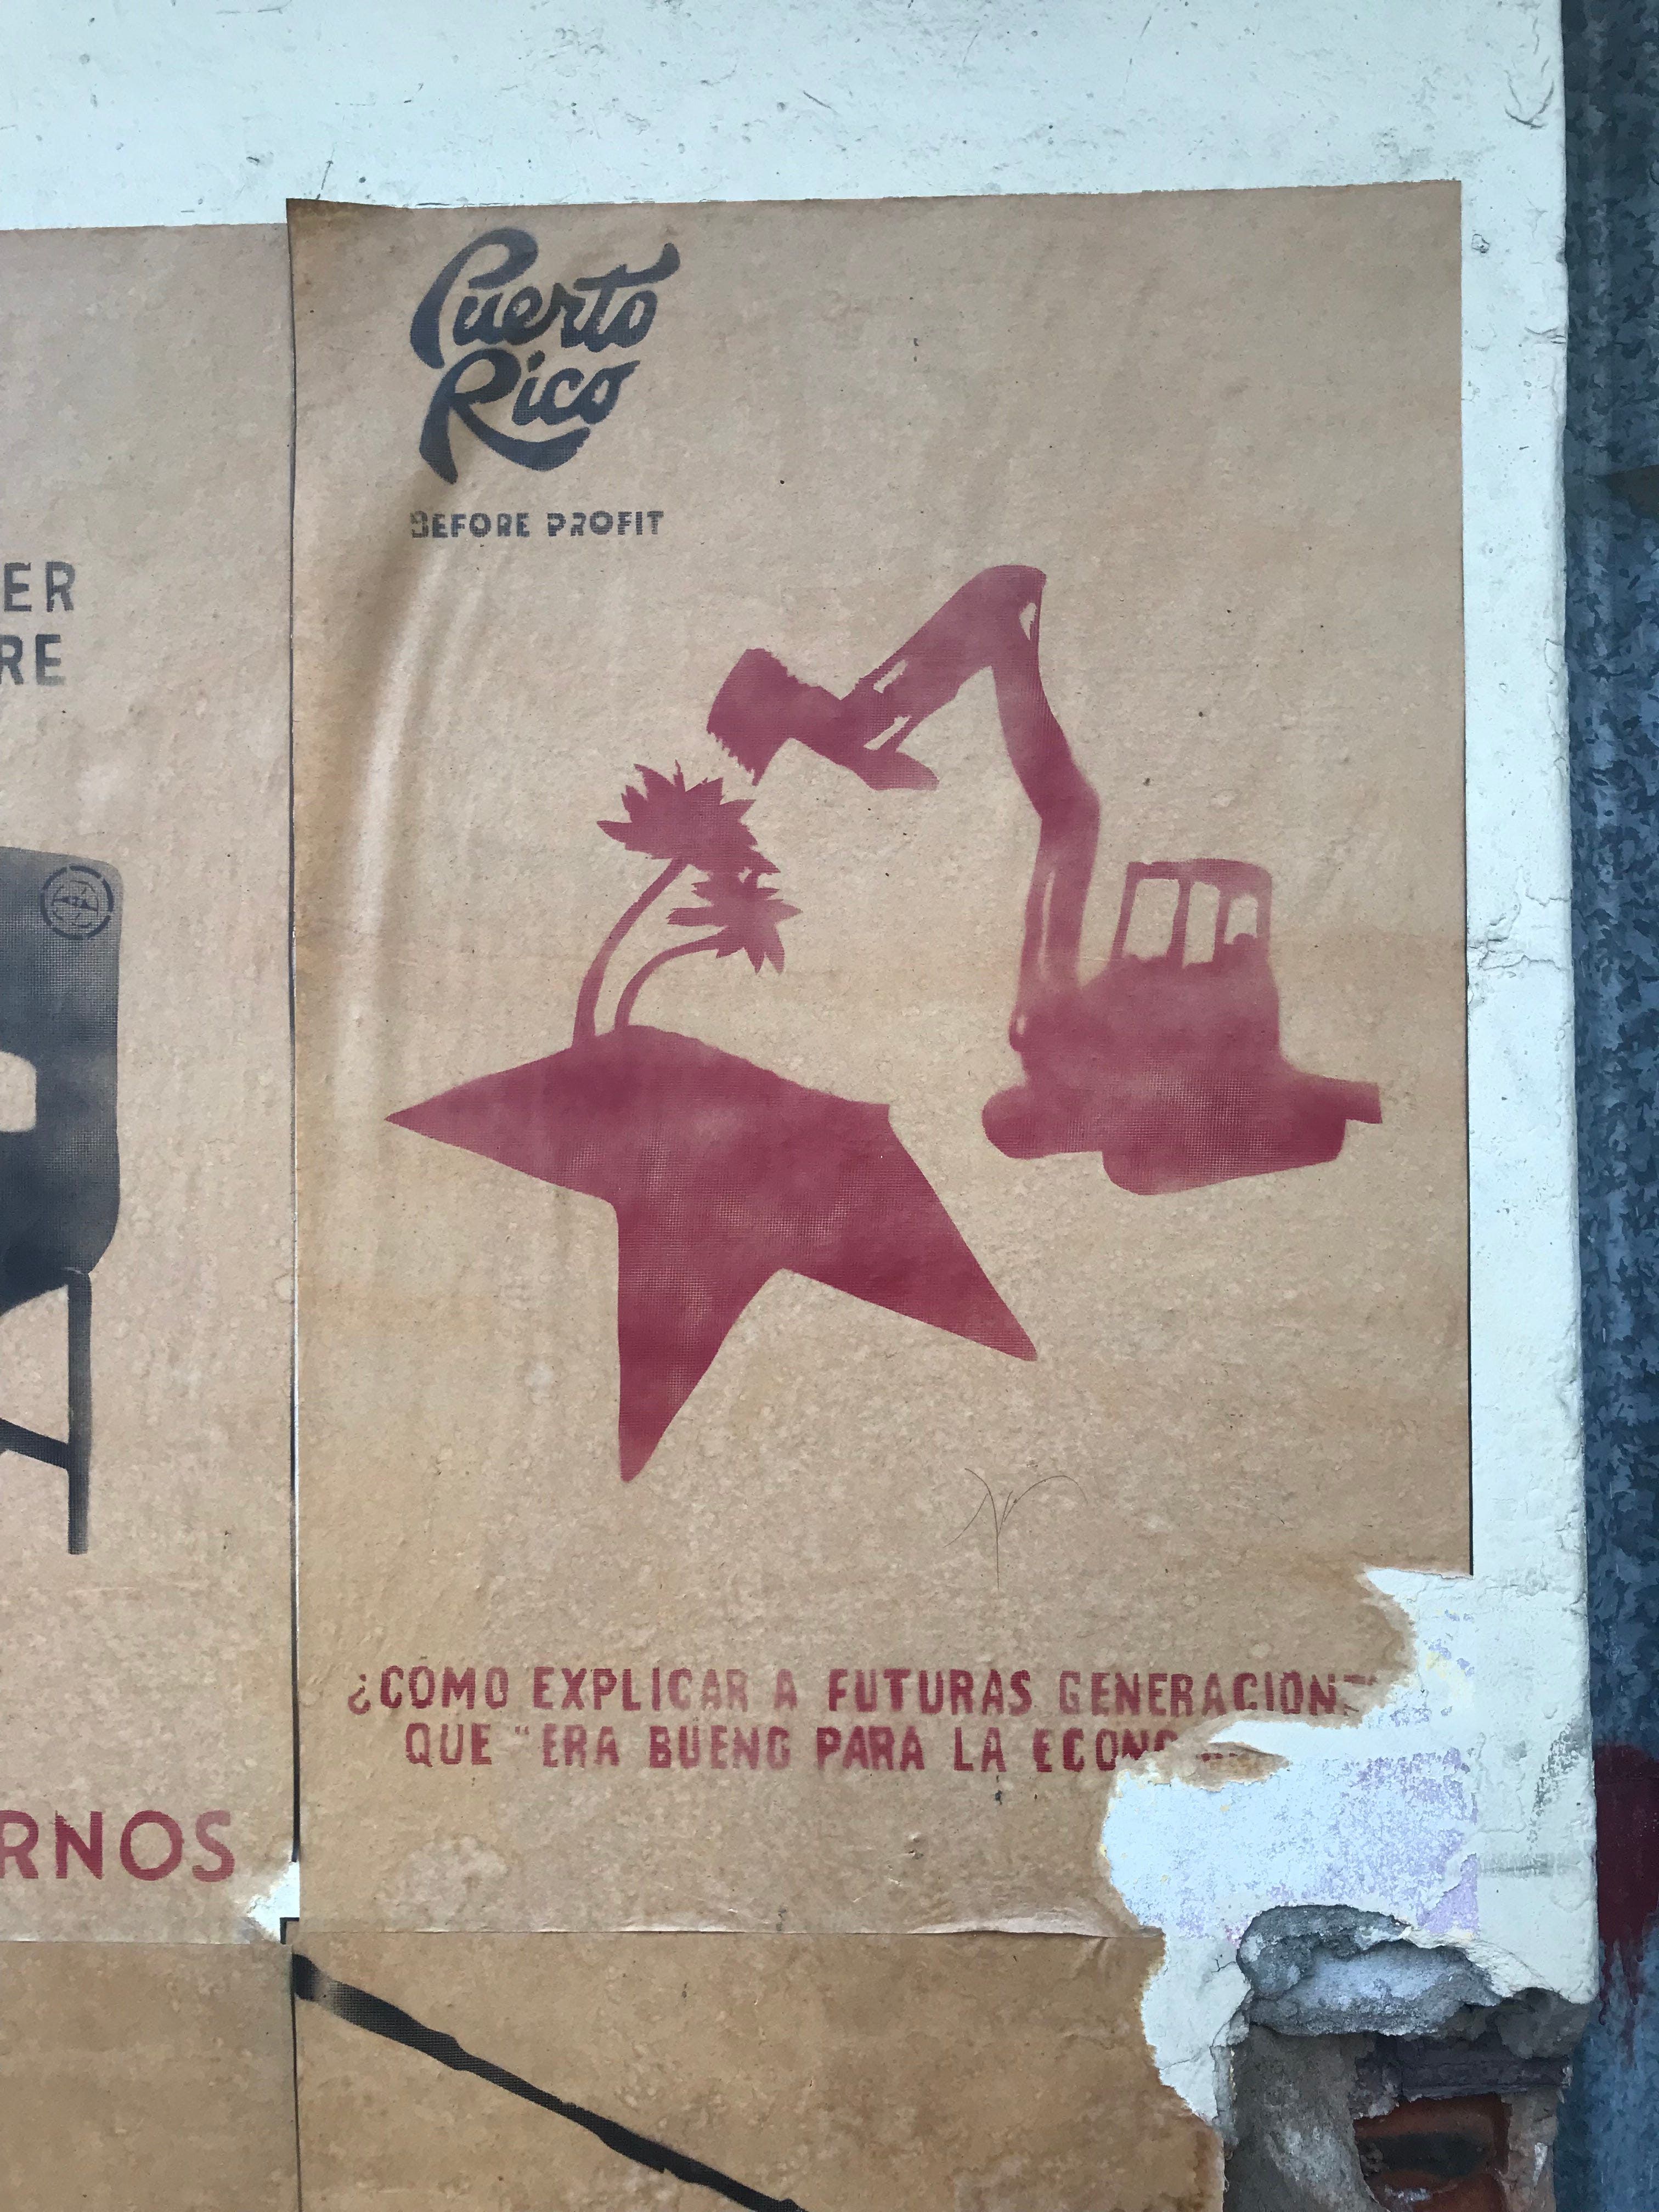 Puerto
Rico
BEFORE PROFIT
ER
RE
¿COMO EXPLICAR A FUTURAS
QUE "ERA BUENO PARA LA
RNOS